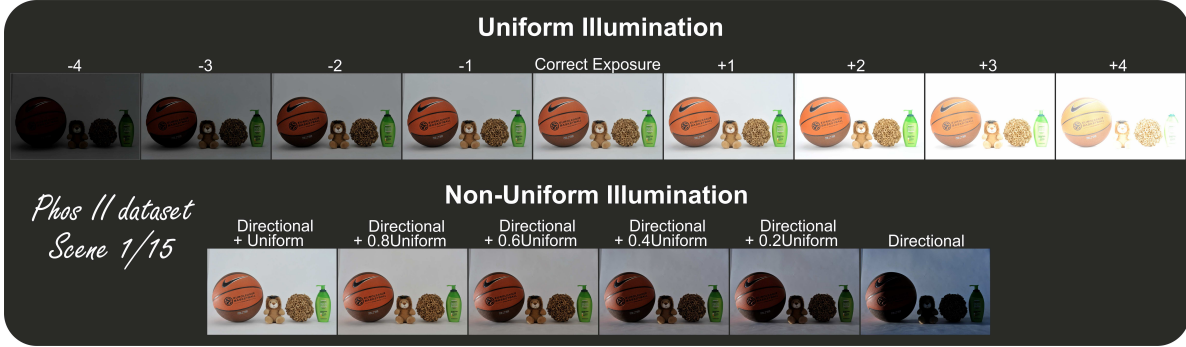 Uniform Illumination
-4 -3 -2 -1 Correct Exposure +1 +2 +3 +4
Non-Uniform Illumination
Phos II dataset
Scene 1/15
Directional + Uniform
Directional + 0.8Uniform
Directional + 0.6Uniform
Directional + 0.4Uniform
Directional + 0.2Uniform
Directional